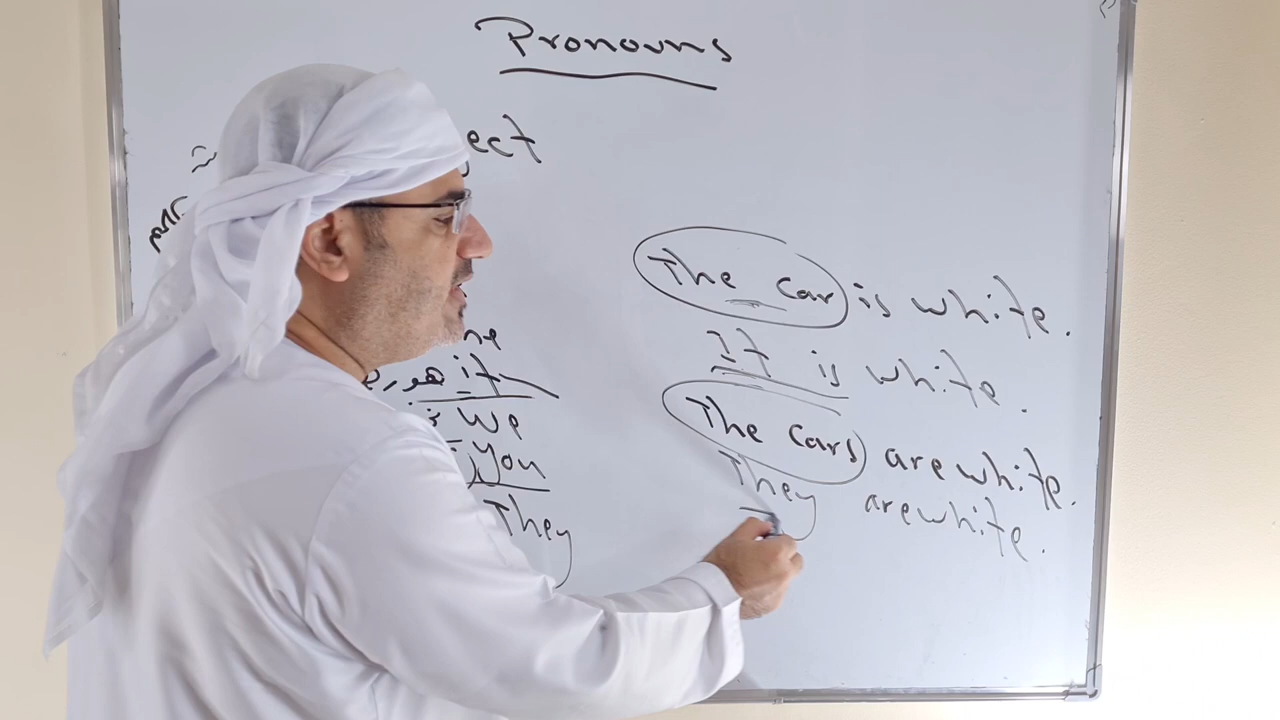 Pronouns
ect
The car is white.
It is white.
The cars are white.
They are white.
it
we
you
They